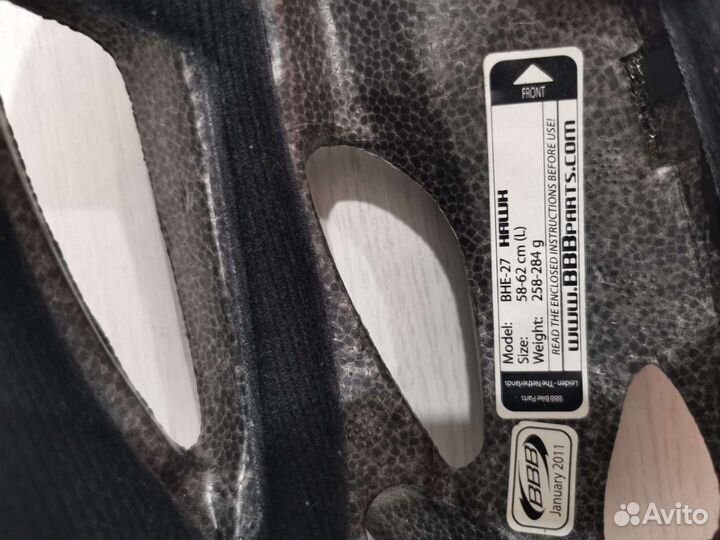 FRONT
Model: BHE-27 HAWK
Size: 58-62 cm (L)
Weight: 258-284 g
READ THE ENCLOSED INSTRUCTIONS BEFORE USE!
www.BBBPARTS.com
BBB Bike Parts
Leiden - The Netherlands
BBB
January 2011
Avito